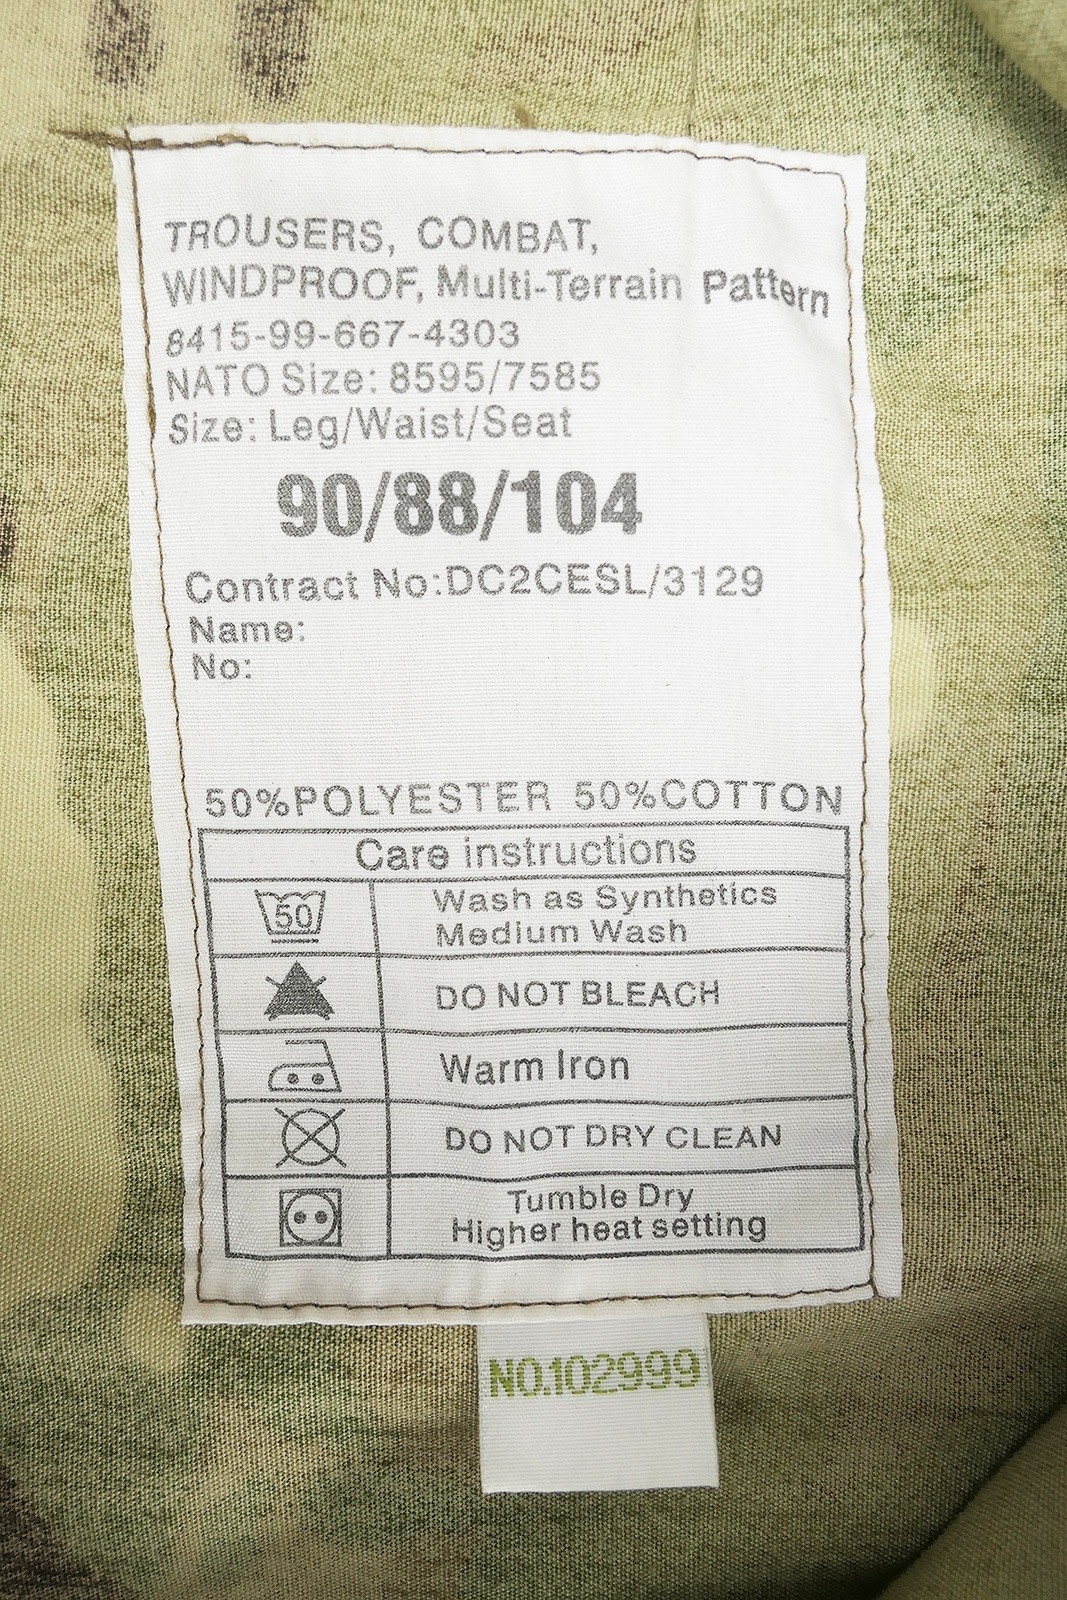 TROUSERS, COMBAT,
WINDPROOF, Multi-Terrain Pattern
8415-99-667-4303
NATO Size: 8595/7585
Size: Leg/Waist/Seat
90/88/104
Contract No:DC2CESL/3129
Name:
No:
50%POLYESTER 50%COTTON
Care instructions
50
Wash as Synthetics
Medium Wash
DO NOT BLEACH
Warm Iron
DO NOT DRY CLEAN
Tumble Dry
Higher heat setting
NO.102999